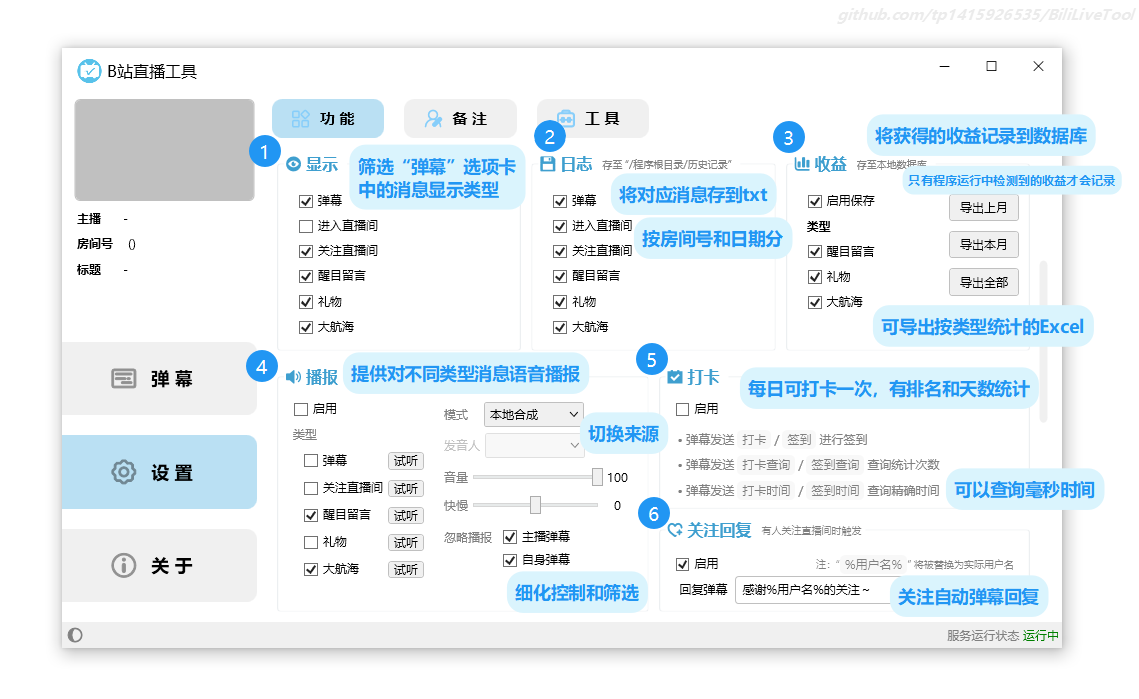 github.com/tp1415926535/BiliLiveTool
B站直播工具
功能
备注
工具
主播 -
房间号 ()
标题 -
弹幕
设置
关于
1
显示
筛选“弹幕”选项卡
中的消息显示类型
弹幕
进入直播间
关注直播间
醒目留言
礼物
大航海
2
日志 存至“/程序根目录/历史记录”
将对应消息存到txt
按房间号和日期分
弹幕
进入直播间
关注直播间
醒目留言
礼物
大航海
3
收益 存至本地数据库
将获得的收益记录到数据库
只有程序运行中检测到的收益才会记录
启用保存
类型
醒目留言
礼物
大航海
导出上月
导出本月
导出全部
可导出按类型统计的Excel
4
播报
提供对不同类型消息语音播报
启用
类型
弹幕 试听
关注直播间 试听
醒目留言 试听
礼物 试听
大航海 试听
模式 本地合成
切换来源
发音人
音量 100
快慢 0
忽略播报 主播弹幕
自身弹幕
细化控制和筛选
5
打卡
每日可打卡一次，有排名和天数统计
启用
• 弹幕发送 打卡 / 签到 进行签到
• 弹幕发送 打卡查询 / 签到查询 查询统计次数
• 弹幕发送 打卡时间 / 签到时间 查询精确时间
可以查询毫秒时间
6
关注回复 有人关注直播间时触发
启用
注: “ %用户名% ”将被替换为实际用户名
回复弹幕 感谢%用户名%的关注～
关注自动弹幕回复
服务运行状态 运行中